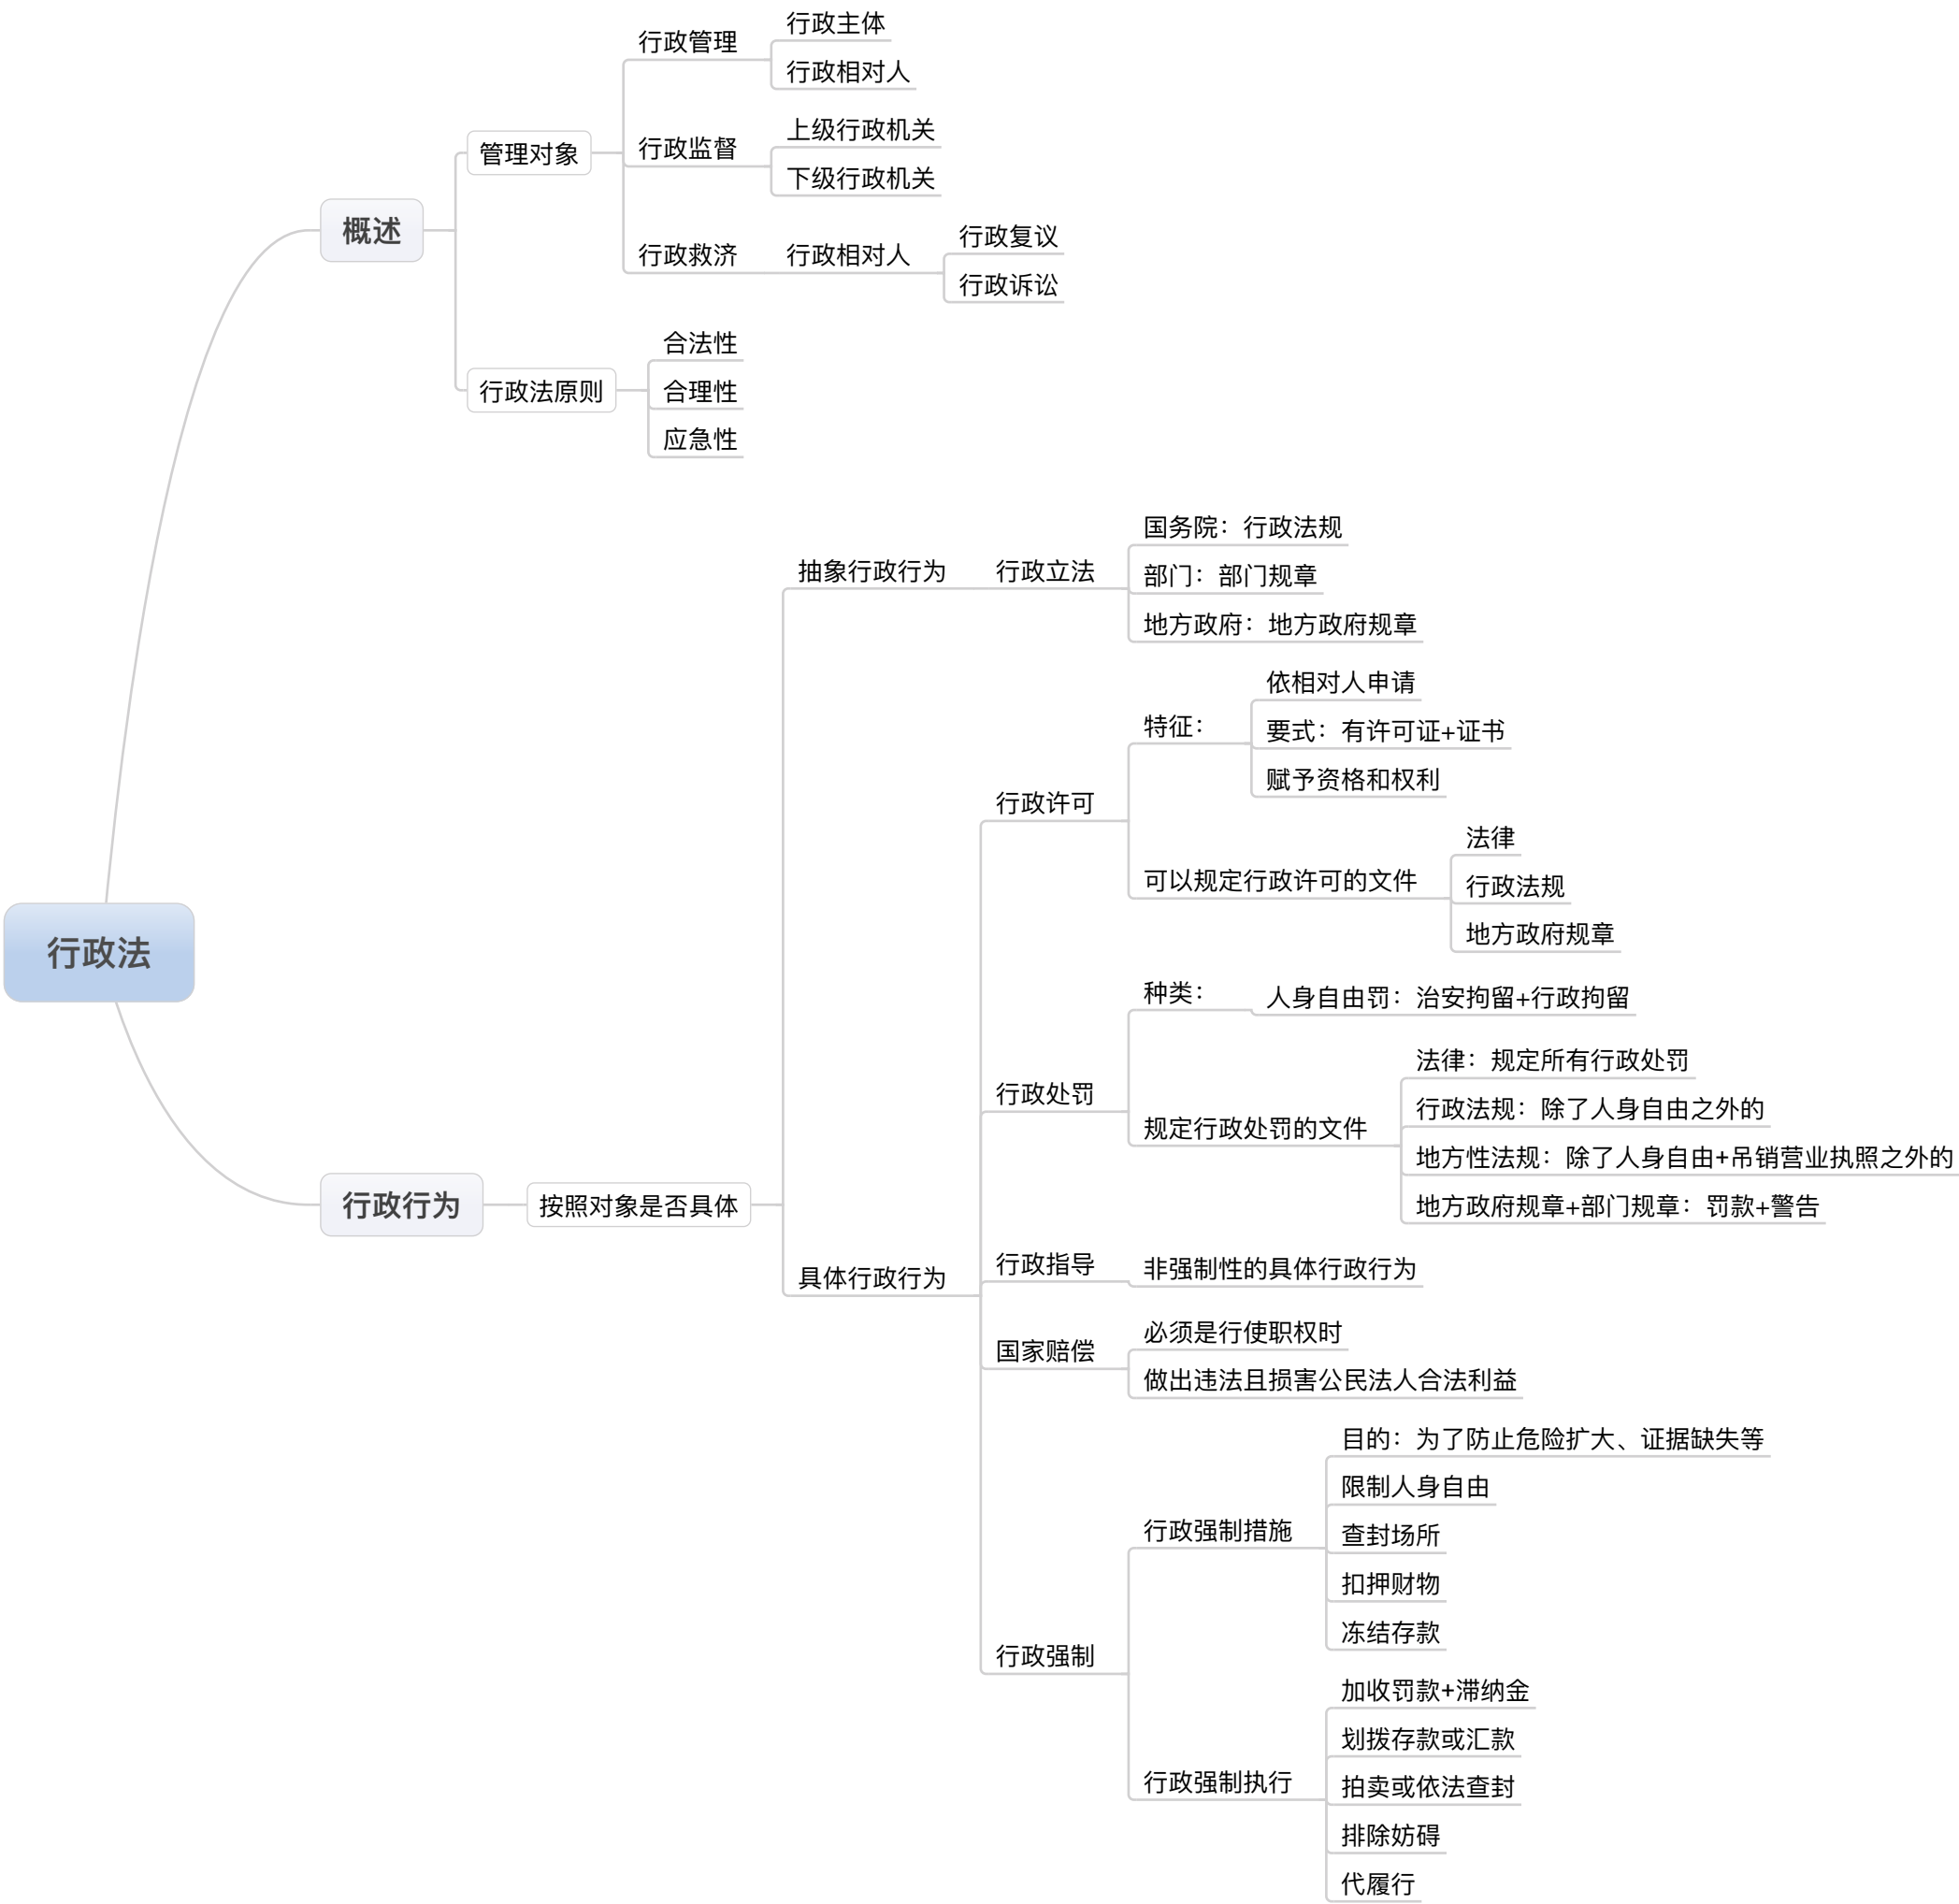 行政法
概述
管理对象
行政管理
行政主体
行政相对人
行政监督
上级行政机关
下级行政机关
行政救济
行政相对人
行政复议
行政诉讼
行政法原则
合法性
合理性
应急性
行政行为
按照对象是否具体
抽象行政行为
行政立法
国务院：行政法规
部门：部门规章
地方政府：地方政府规章
具体行政行为
行政许可
特征：
依相对人申请
要式：有许可证+证书
赋予资格和权利
可以规定行政许可的文件
法律
行政法规
地方政府规章
行政处罚
种类：
人身自由罚：治安拘留+行政拘留
规定行政处罚的文件
法律：规定所有行政处罚
行政法规：除了人身自由之外的
地方性法规：除了人身自由+吊销营业执照之外的
地方政府规章+部门规章：罚款+警告
行政指导
非强制性的具体行政行为
国家赔偿
必须是行使职权时
做出违法且损害公民法人合法利益
行政强制
行政强制措施
目的：为了防止危险扩大、证据缺失等
限制人身自由
查封场所
扣押财物
冻结存款
行政强制执行
加收罚款+滞纳金
划拨存款或汇款
拍卖或依法查封
排除妨碍
代履行